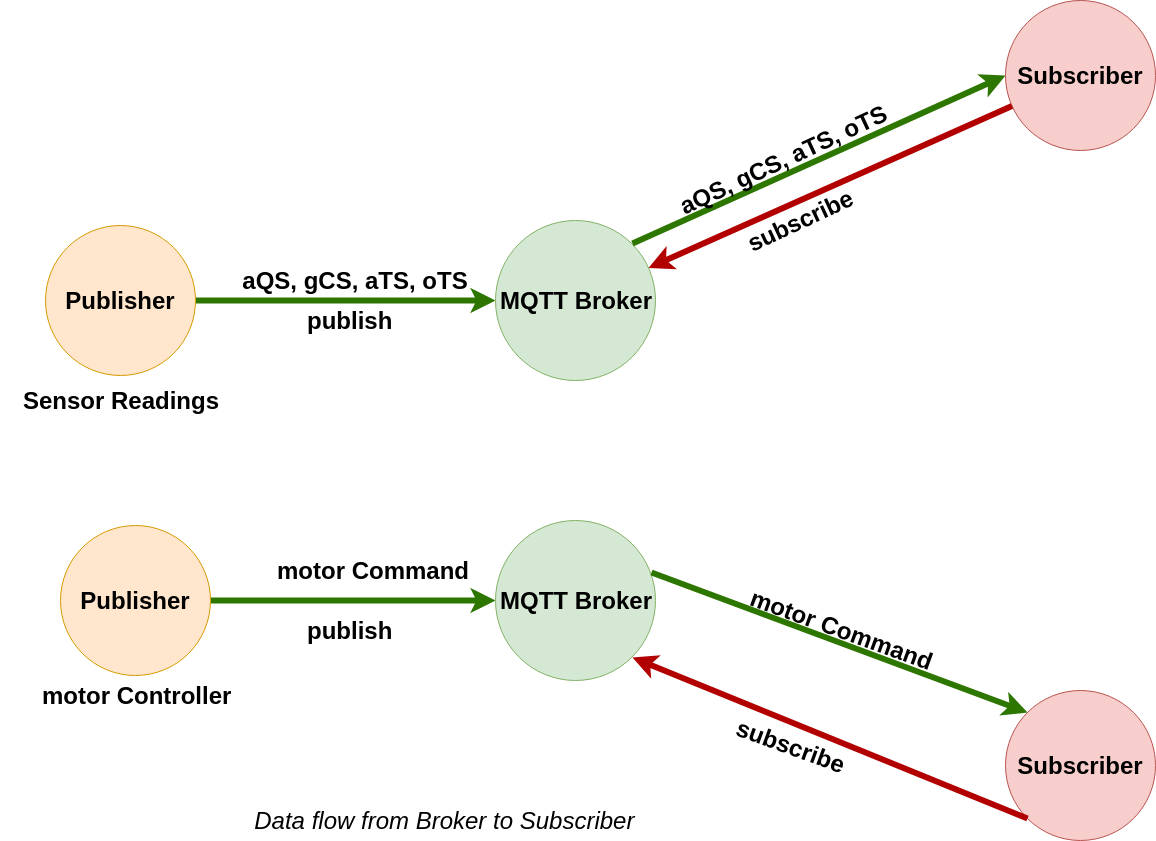 Subscriber
aQS, gCS, aTS, oTS
subscribe
aQS, gCS, aTS, oTS
Publisher
MQTT Broker
publish
Sensor Readings
motor Command
Publisher
MQTT Broker
motor Command
publish
motor Controller
subscribe
Subscriber
Data flow from Broker to Subscriber